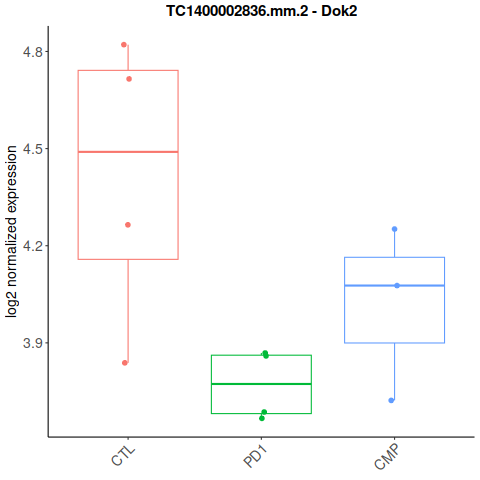 TC1400002836.mm.2 - Dok2
log2 normalized expression
4.8
4.5
4.2
3.9
CTL
PD1
CMP